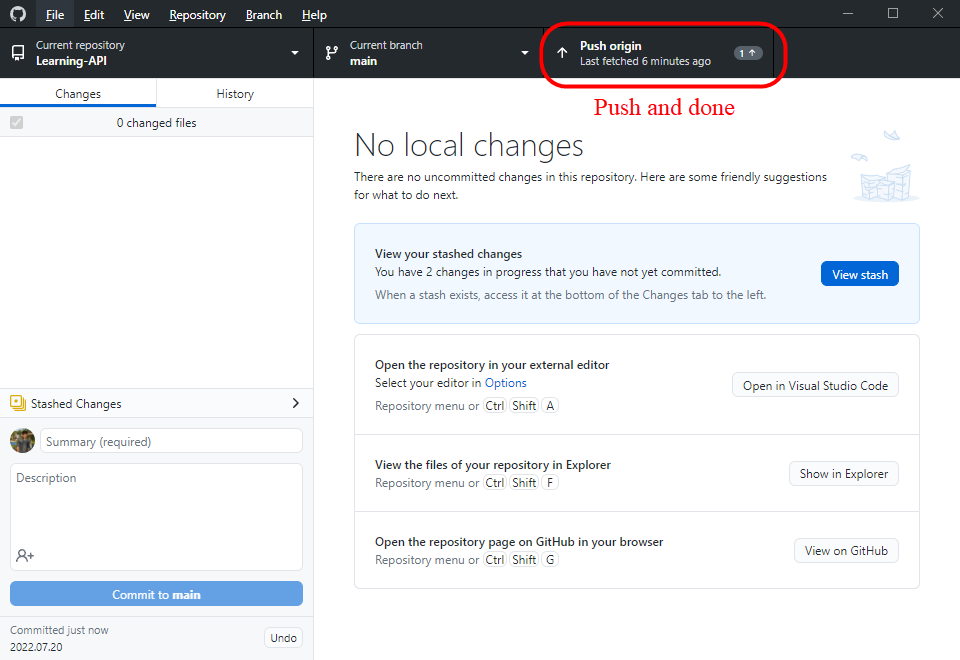 File Edit View Repository Branch Help
Current repository
Learning-API
Current branch
main
Push origin
Last fetched 6 minutes ago
1
Push and done
Changes
History
0 changed files
No local changes
There are no uncommitted changes in this repository. Here are some friendly suggestions
for what to do next.
View your stashed changes
You have 2 changes in progress that you have not yet committed.
When a stash exists, access it at the bottom of the Changes tab to the left.
View stash
Open the repository in your external editor
Select your editor in Options
Repository menu or Ctrl Shift A
Open in Visual Studio Code
View the files of your repository in Explorer
Repository menu or Ctrl Shift F
Show in Explorer
Open the repository page on GitHub in your browser
Repository menu or Ctrl Shift G
View on GitHub
Stashed Changes
Summary (required)
Description
Commit to main
Committed just now
2022.07.20
Undo